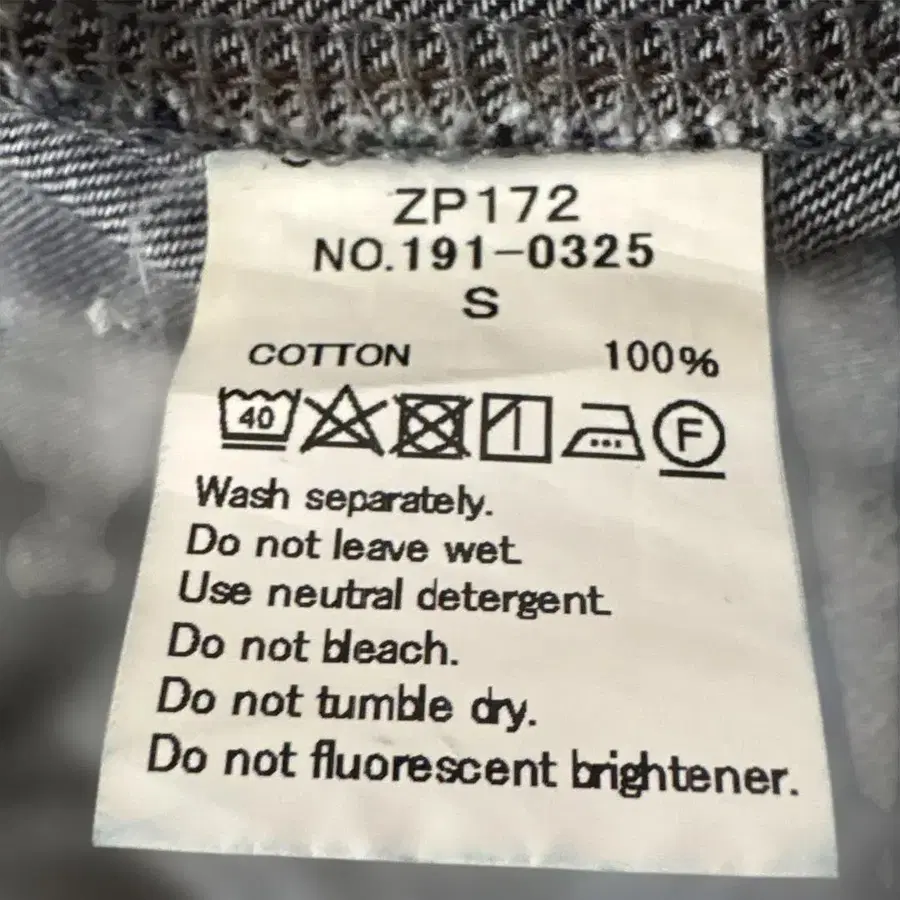 ZP172
NO.191-0325
S
COTTON 100%
40 F
Wash separately.
Do not leave wet.
Use neutral detergent.
Do not bleach.
Do not tumble dry.
Do not fluorescent brightener.